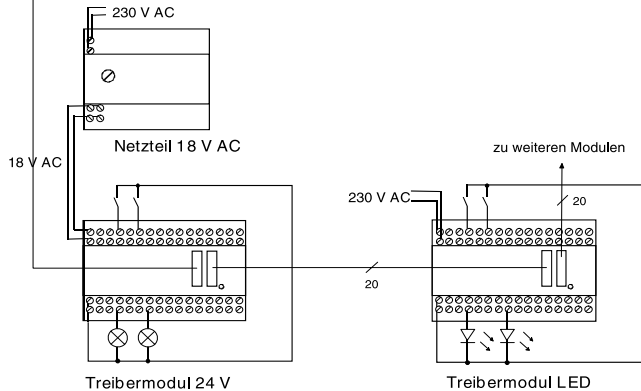 230 V AC
Netzteil 18 V AC
18 V AC
zu weiteren Modulen
230 V AC
20
20
Treibermodul 24 V
Treibermodul LED